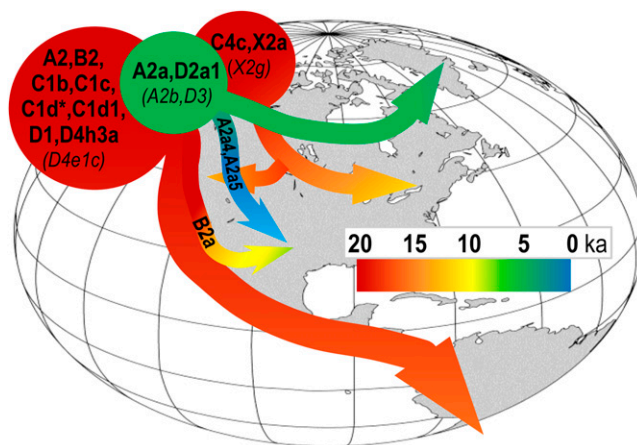 A2, B2,
C1b, C1c,
C1d*, C1d1,
D1, D4h3a
(D4e1c)
A2a, D2a1
(A2b, D3)
C4c, X2a
(X2g)
A2a4, A2a5
B2a
20 15 10 5 0 ka